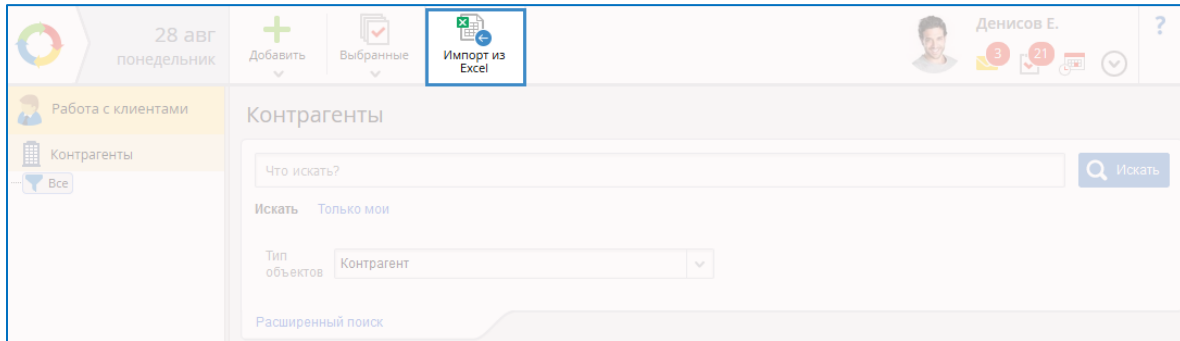 28 авг
понедельник
Добавить
Выбранные
Импорт из
Excel
Денисов Е.
3
21
?
Работа с клиентами
Контрагенты
Все
Контрагенты
Что искать?
Искать
Искать Только мои
Тип
объектов
Контрагент
Расширенный поиск